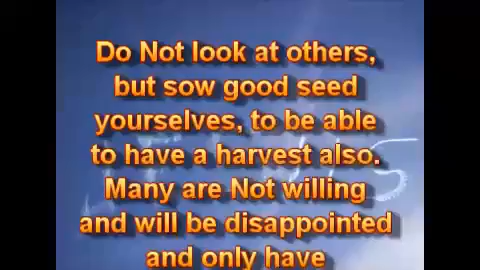 Do Not look at others,
but sow good seed
yourselves, to be able
to have a harvest also.
Many are Not willing
and will be disappointed
and only have